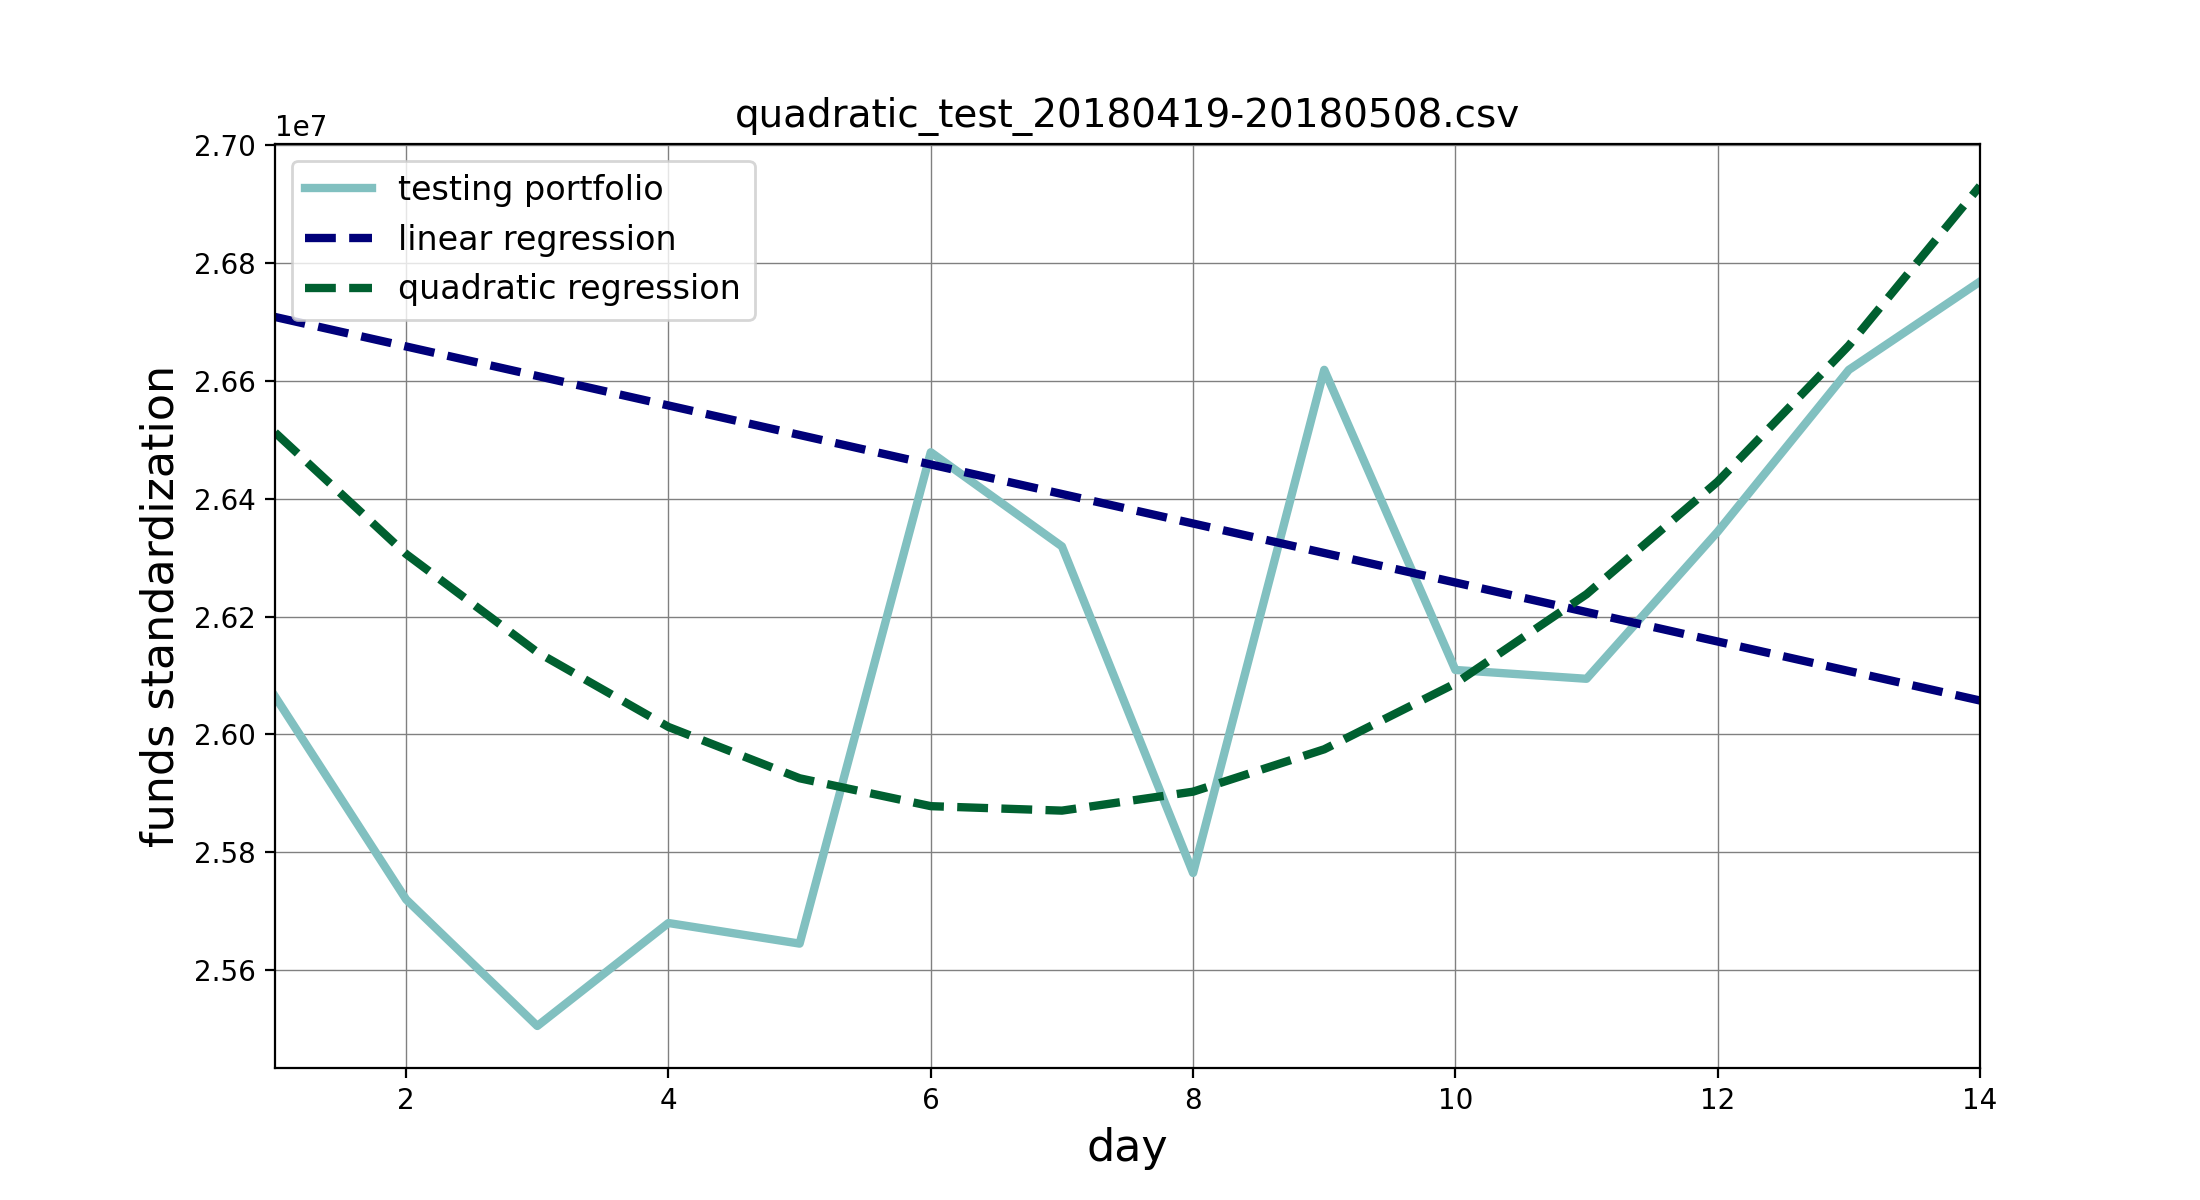 quadratic_test_20180419-20180508.csv
1e7
2.70
2.68
2.66
2.64
2.62
2.60
2.58
2.56
funds standardization
testing portfolio
linear regression
quadratic regression
2 4 6 8 10 12 14
day